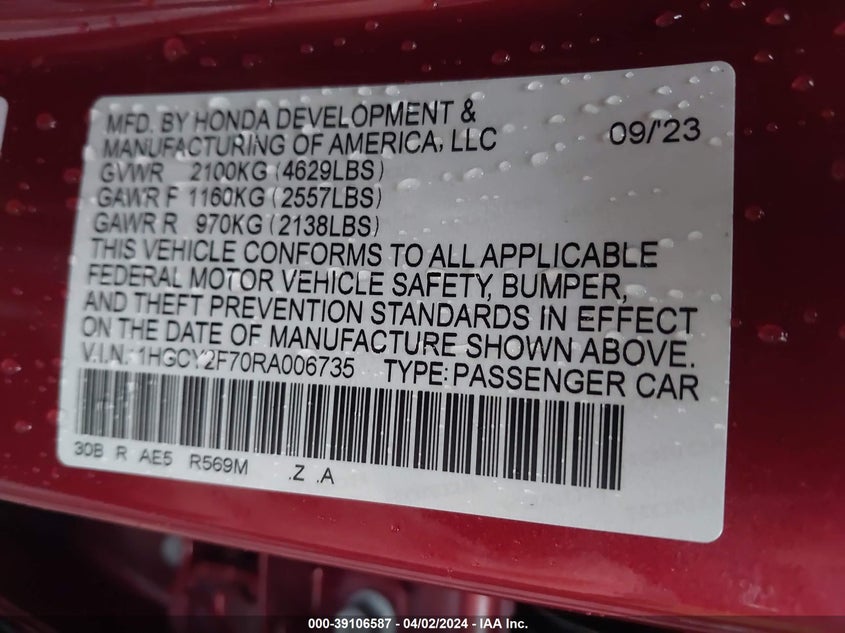 MFD. BY HONDA DEVELOPMENT &
MANUFACTURING OF AMERICA, LLC 09/'23
GVWR 2100KG (4629LBS)
GAWR F 1160KG (2557LBS)
GAWR R 970KG (2138LBS)
THIS VEHICLE CONFORMS TO ALL APPLICABLE
FEDERAL MOTOR VEHICLE SAFETY, BUMPER,
AND THEFT PREVENTION STANDARDS IN EFFECT
ON THE DATE OF MANUFACTURE SHOWN ABOVE.
V.I.N. 1HGCY2F70RA006735 TYPE: PASSENGER CAR
30B R AE5 R569M .Z .A
000-39106587 - 04/02/2024 - IAA Inc.